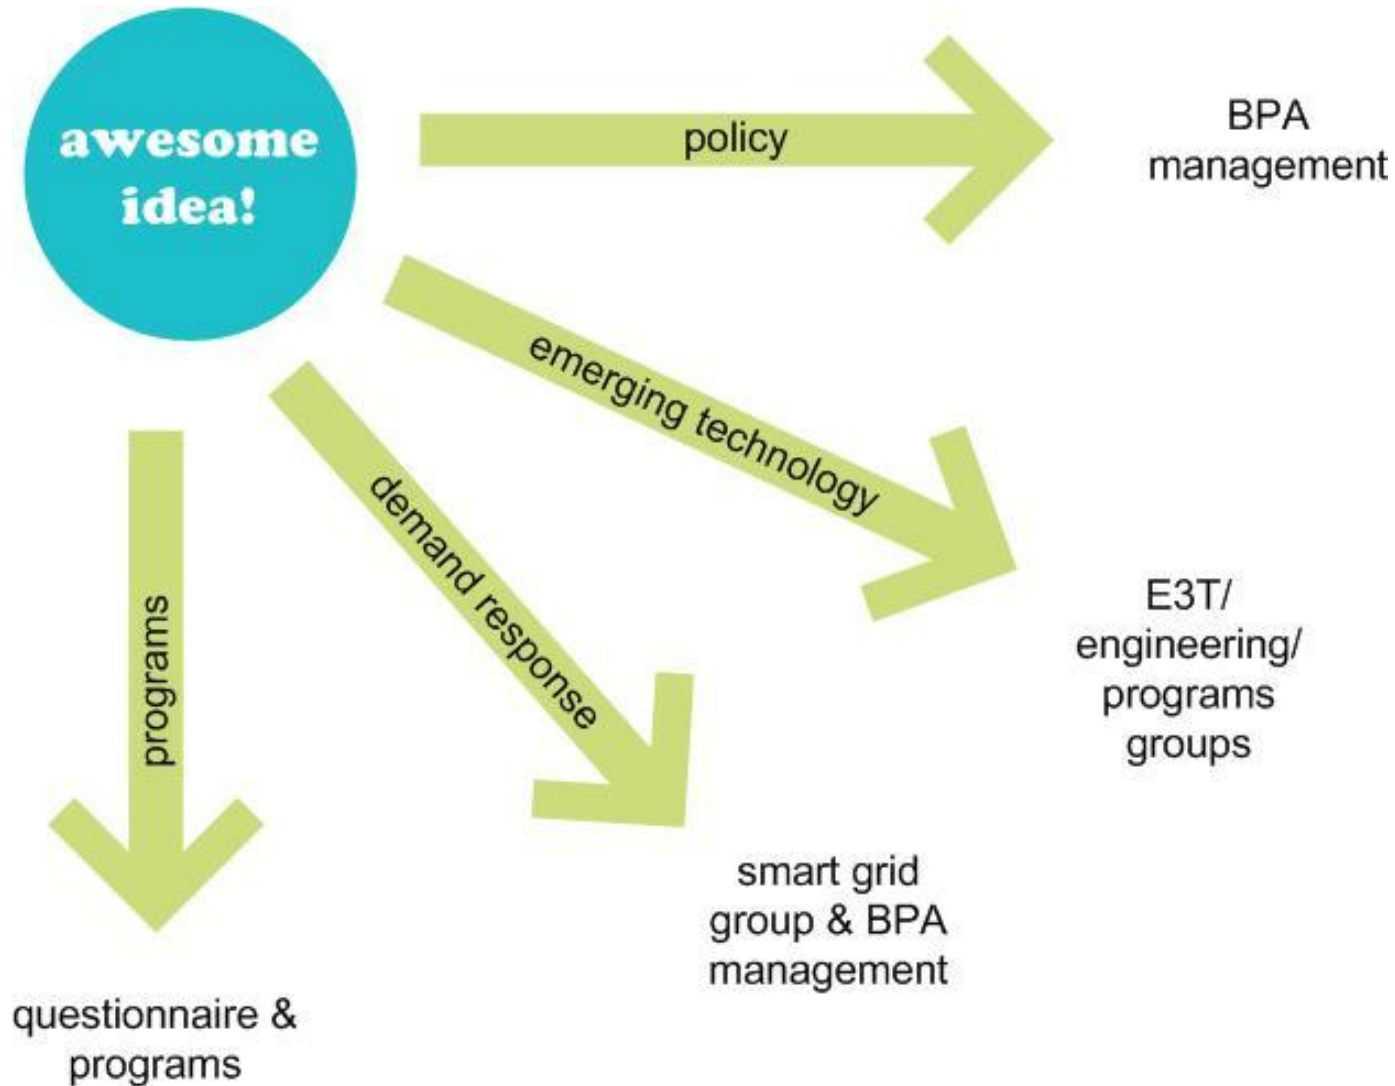 awesome
idea!
policy
BPA
management
emerging technology
E3T/
engineering/
programs
groups
demand response
smart grid
group & BPA
management
programs
questionnaire &
programs